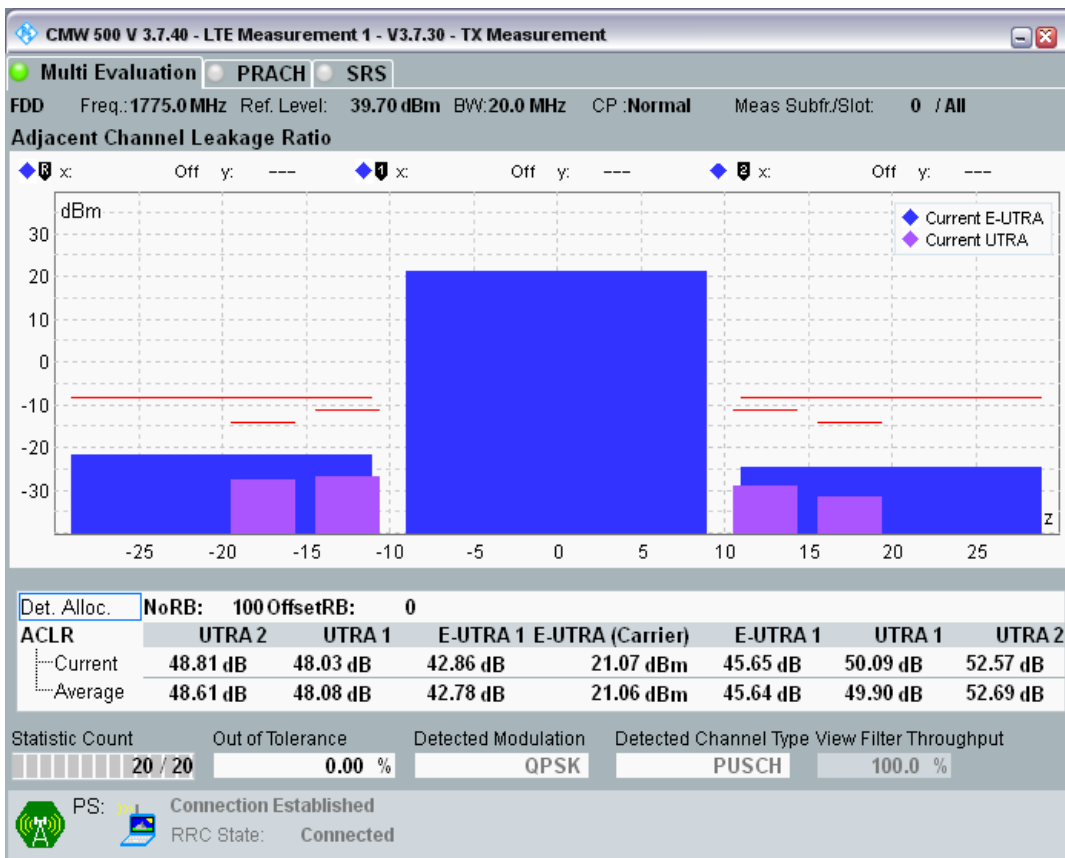 CMW 500 V 3.7.40 - LTE Measurement 1 - V3.7.30 - TX Measurement
Multi Evaluation PRACH SRS
FDD Freq.:1775.0 MHz Ref. Level: 39.70 dBm BW:20.0 MHz CP :Normal Meas Subfr./Slot: 0 / All
Adjacent Channel Leakage Ratio
R x: Off y: --- 1 x: Off y: --- 2 x: Off y: ---
dBm
Current E-UTRA
Current UTRA
30
20
10
0
-10
-20
-30
z
-25 -20 -15 -10 -5 0 5 10 15 20 25
Det. Alloc. NoRB: 100 OffsetRB: 0
ACLR UTRA 2 UTRA 1 E-UTRA 1 E-UTRA (Carrier) E-UTRA 1 UTRA 1 UTRA 2
Current 48.81 dB 48.03 dB 42.86 dB 21.07 dBm 45.65 dB 50.09 dB 52.57 dB
Average 48.61 dB 48.08 dB 42.78 dB 21.06 dBm 45.64 dB 49.90 dB 52.69 dB
Statistic Count Out of Tolerance Detected Modulation Detected Channel Type View Filter Throughput
20 / 20 0.00 % QPSK PUSCH 100.0 %
PS: Connection Established
RRC State: Connected